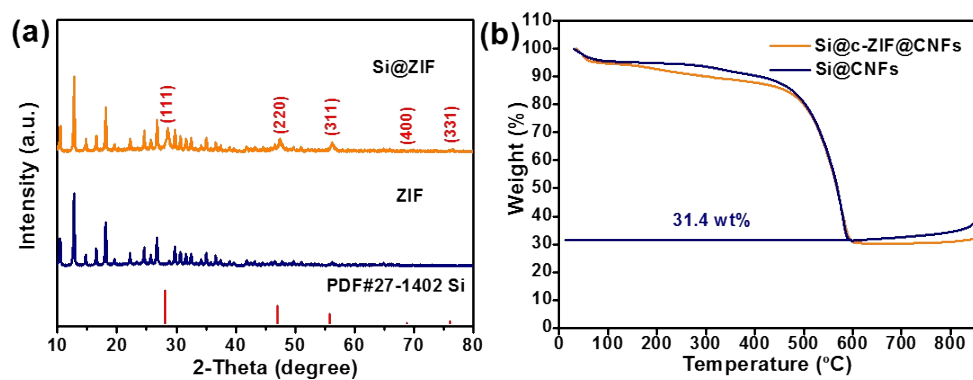 (a)
Si@ZIF
(111)
(220)
(311)
(400)
(331)
ZIF
PDF#27-1402 Si
Intensity (a.u.)
10 20 30 40 50 60 70 80
2-Theta (degree)
(b)
Si@c-ZIF@CNFs
Si@CNFs
31.4 wt%
Weight (%)
110
100
90
80
70
60
50
40
30
20
10
0
0 100 200 300 400 500 600 700 800
Temperature (°C)